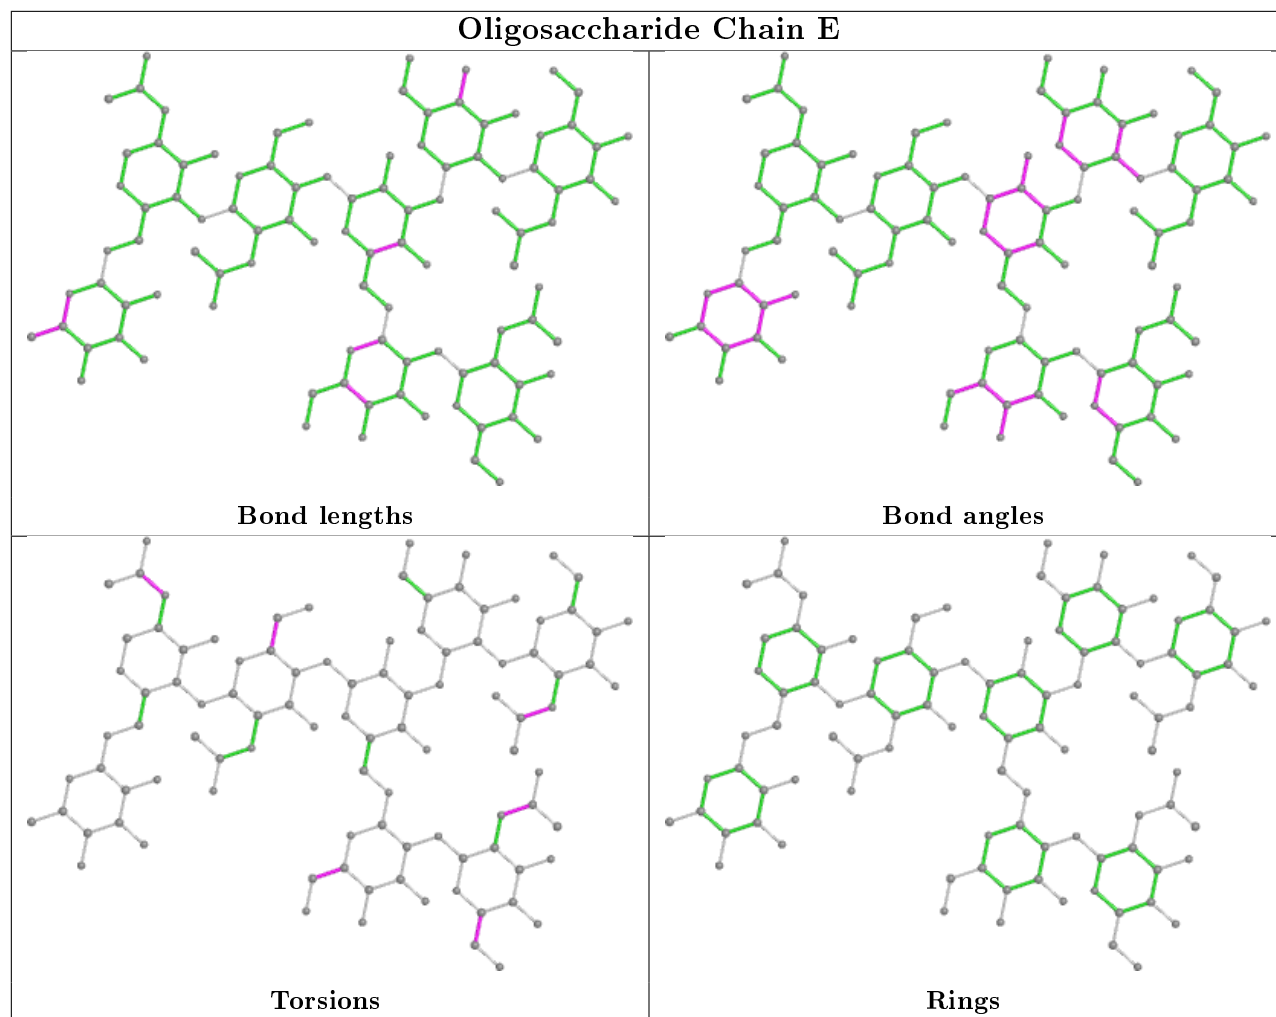 Oligosaccharide Chain E
Bond lengths
Bond angles
Torsions
Rings